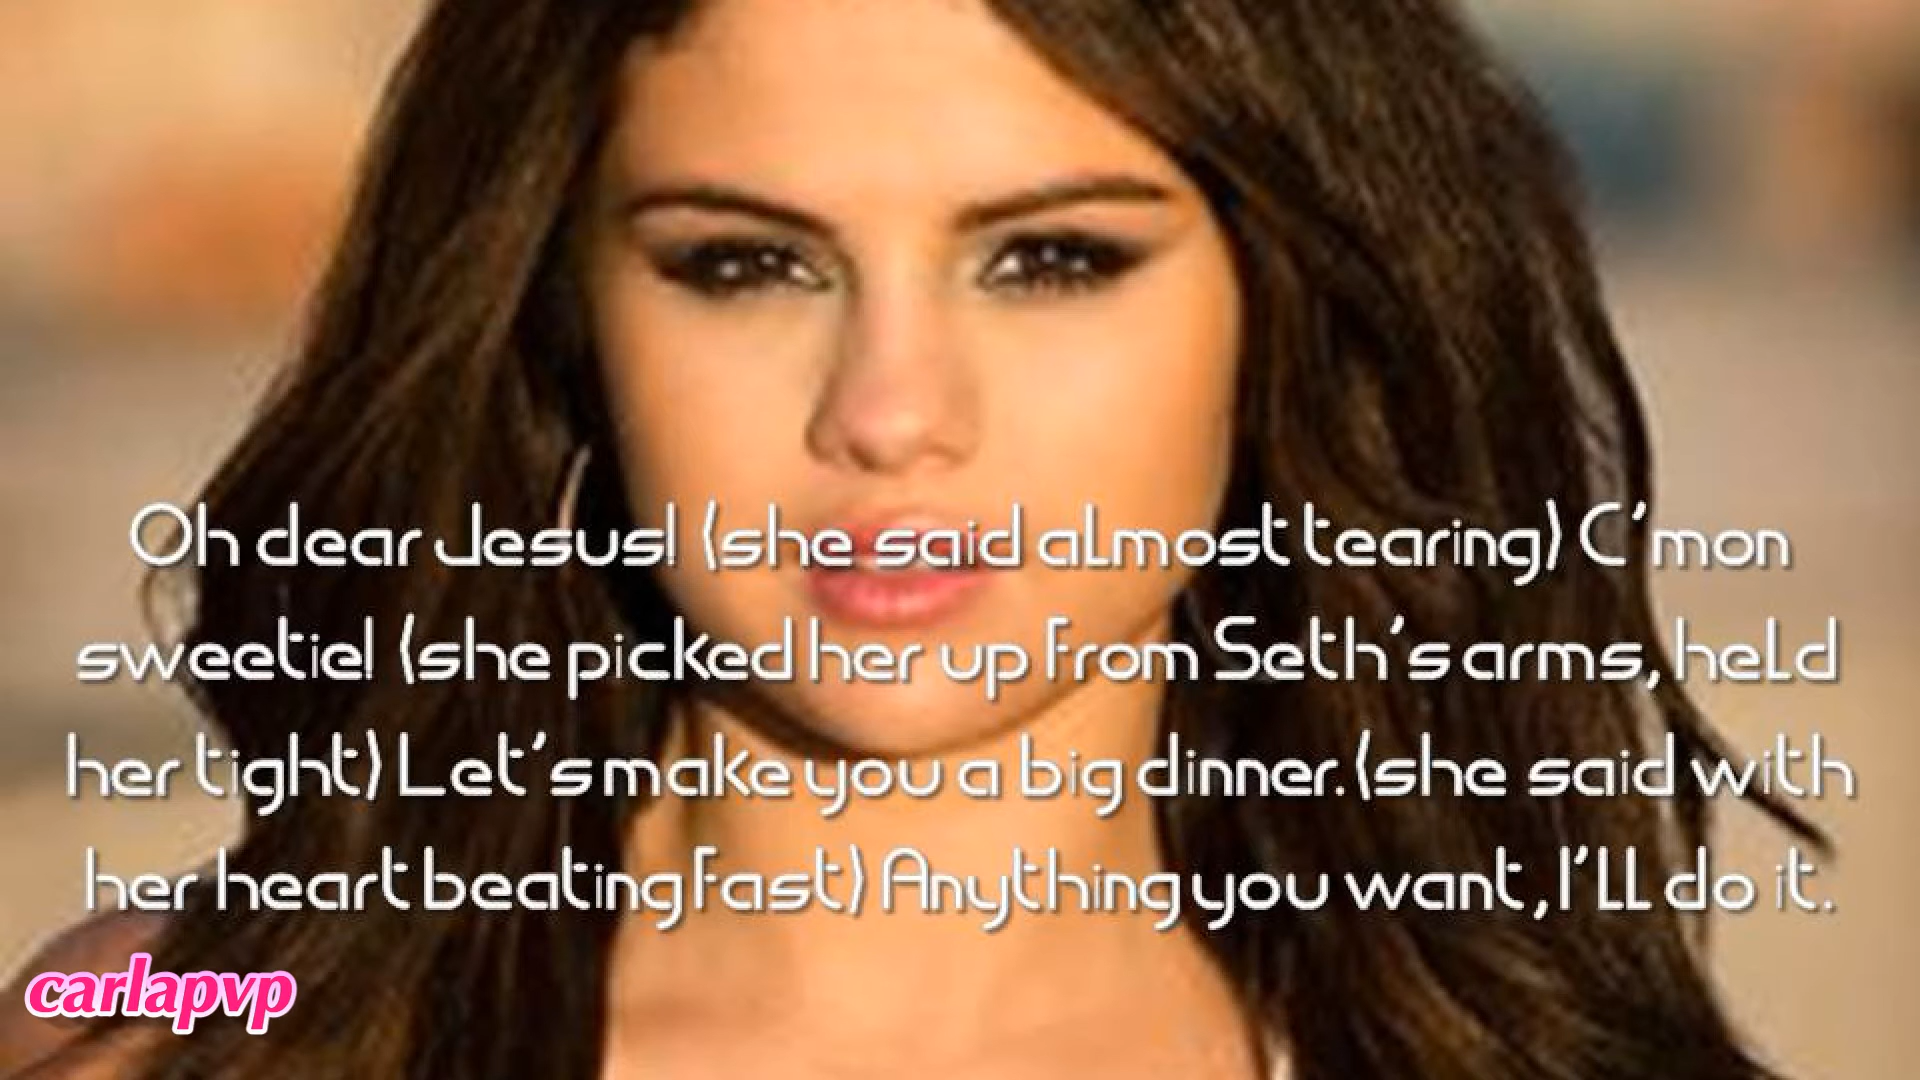 Oh dear Jesus! (she said almost tearing) C'mon
sweetie! (she picked her up from Seth's arms, held
her tight) Let's make you a big dinner.(she said with
her heart beating fast) Anything you want, I'll do it.
carlapvp